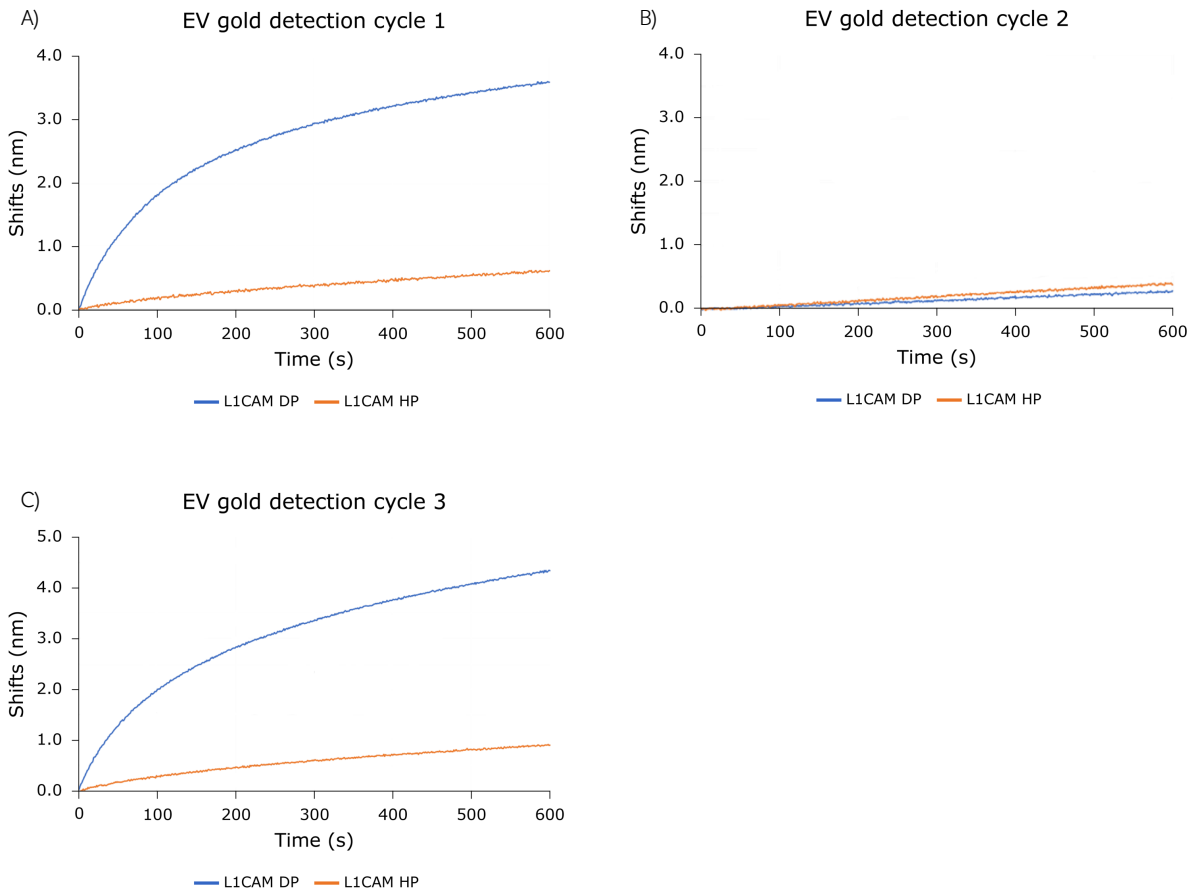 A)
EV gold detection cycle 1
4.0
3.0
2.0
1.0
0.0
Shifts (nm)
0 100 200 300 400 500 600
Time (s)
L1CAM DP L1CAM HP
B)
EV gold detection cycle 2
4.0
3.0
2.0
1.0
0.0
Shifts (nm)
0 100 200 300 400 500 600
Time (s)
L1CAM DP L1CAM HP
C)
EV gold detection cycle 3
5.0
4.0
3.0
2.0
1.0
0.0
Shifts (nm)
0 100 200 300 400 500 600
Time (s)
L1CAM DP L1CAM HP